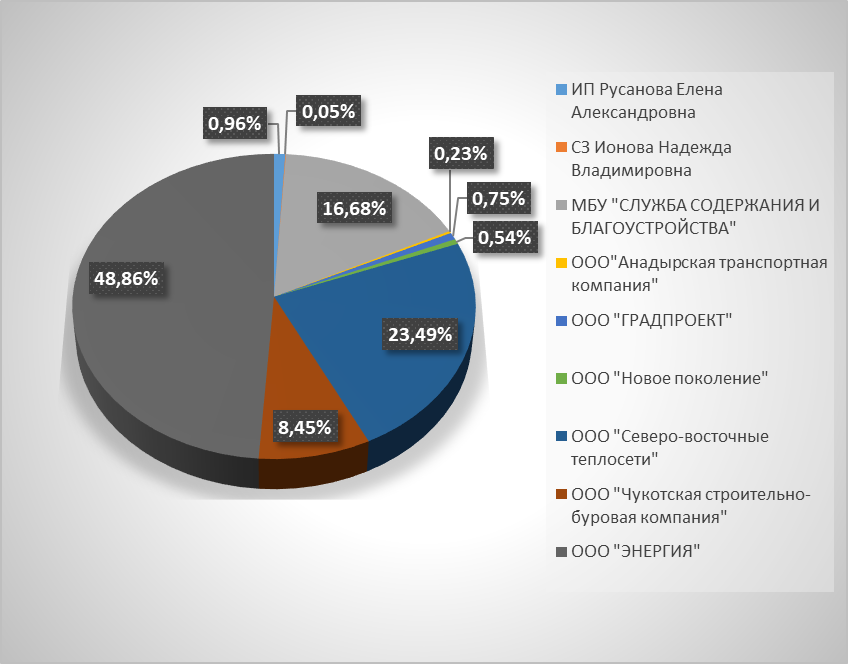 0,96%
0,05%
0,23%
16,68%
0,75%
0,54%
48,86%
23,49%
8,45%
ИП Русанова Елена
Александровна
СЗ Ионова Надежда
Владимировна
МБУ "СЛУЖБА СОДЕРЖАНИЯ И
БЛАГОУСТРОЙСТВА"
ООО"Анадырская транспортная
компания"
ООО "ГРАДПРОЕКТ"
ООО "Новое поколение"
ООО "Северо-восточные
теплосети"
ООО "Чукотская строительно-
буровая компания"
ООО "ЭНЕРГИЯ"